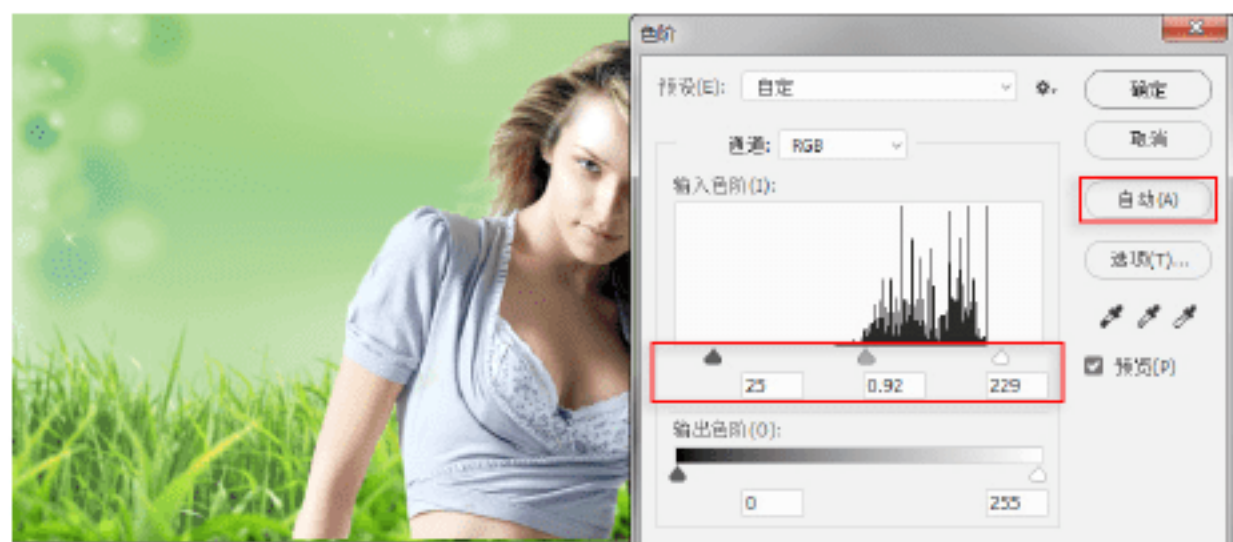 色阶
预设(E): 自定
确定
通道: RGB
取消
输入色阶(I):
自动(A)
选项(T)...
25 0.92 229
预览(P)
输出色阶(O):
0 255